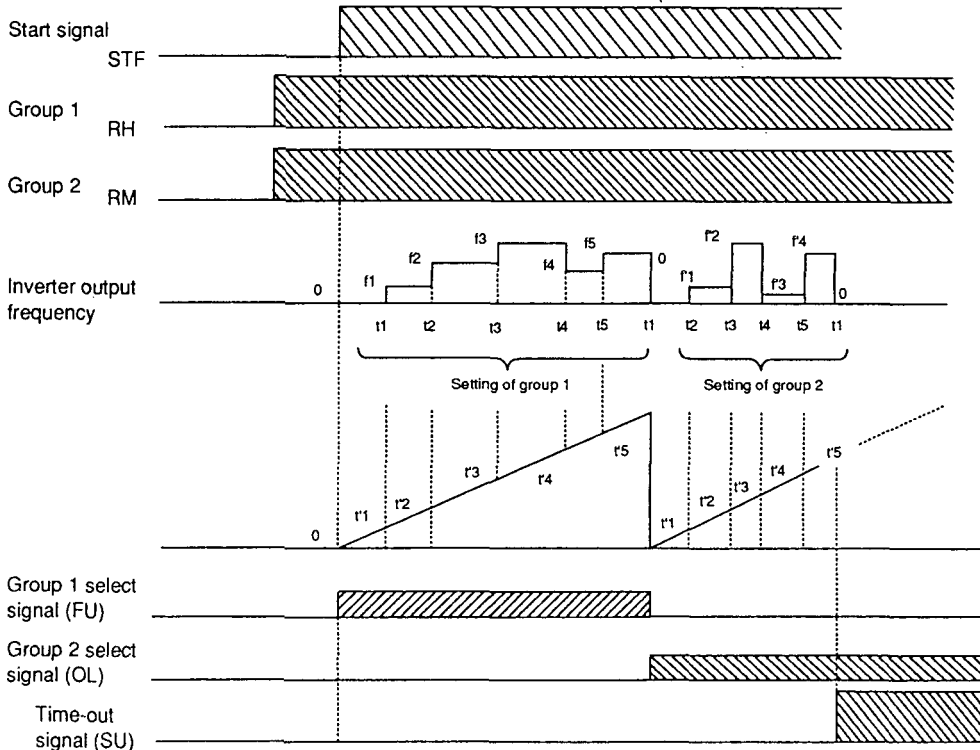 Start signal
STF
Group 1
RH
Group 2
RM
Inverter output
frequency
0
f1
f2
f3
f4
f5
0
f'1
f'2
f'3
f'4
0
t1
t2
t3
t4
t5
t1
t2
t3
t4
t5
t1
Setting of group 1
Setting of group 2
0
t'1
t'2
t'3
t'4
t'5
t'1
t'2
t'3
t'4
t'5
Group 1 select
signal (FU)
Group 2 select
signal (OL)
Time-out
signal (SU)